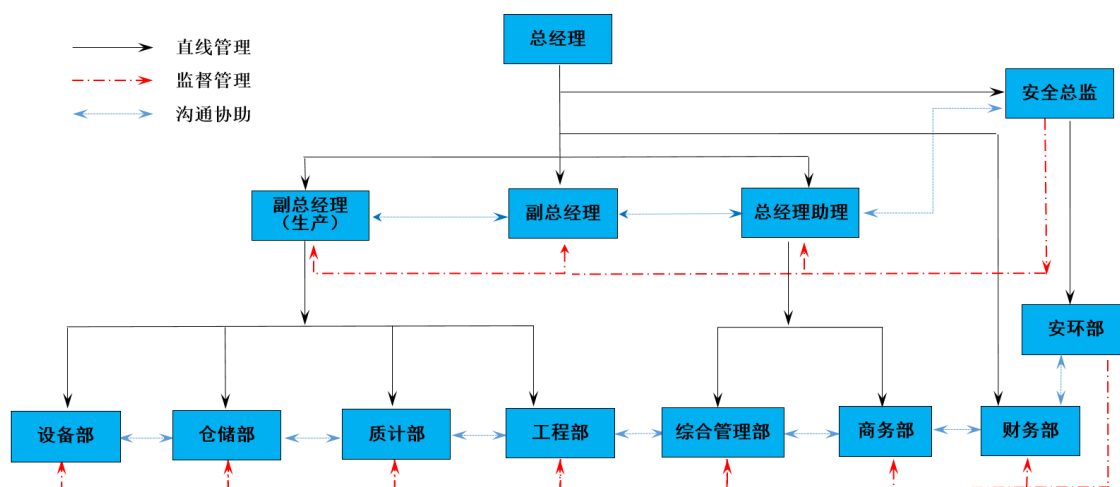 总经理
直线管理
监督管理
沟通协助
安全总监
副总经理
（生产）
副总经理
总经理助理
安环部
设备部
仓储部
质计部
工程部
综合管理部
商务部
财务部